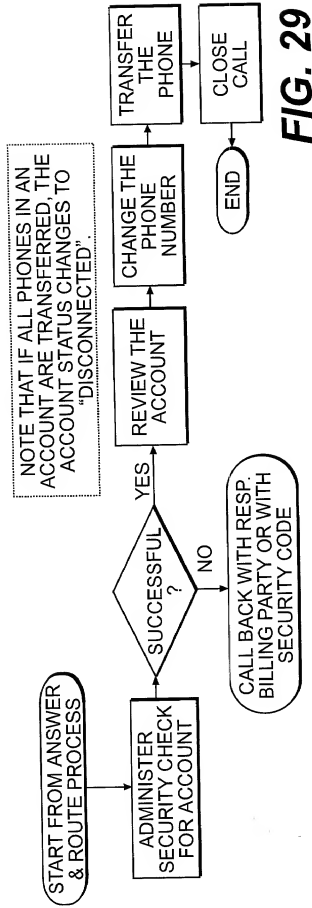 START FROM ANSWER
& ROUTE PROCESS
ADMINISTER
SECURITY CHECK
FOR ACCOUNT
SUCCESSFUL
?
YES
NO
CALL BACK WITH RESP.
BILLING PARTY OR WITH
SECURITY CODE
NOTE THAT IF ALL PHONES IN AN
ACCOUNT ARE TRANSFERRED, THE
ACCOUNT STATUS CHANGES TO
"DISCONNECTED".
REVIEW THE
ACCOUNT
CHANGE THE
PHONE
NUMBER
TRANSFER
THE
PHONE
CLOSE
CALL
END
FIG. 29